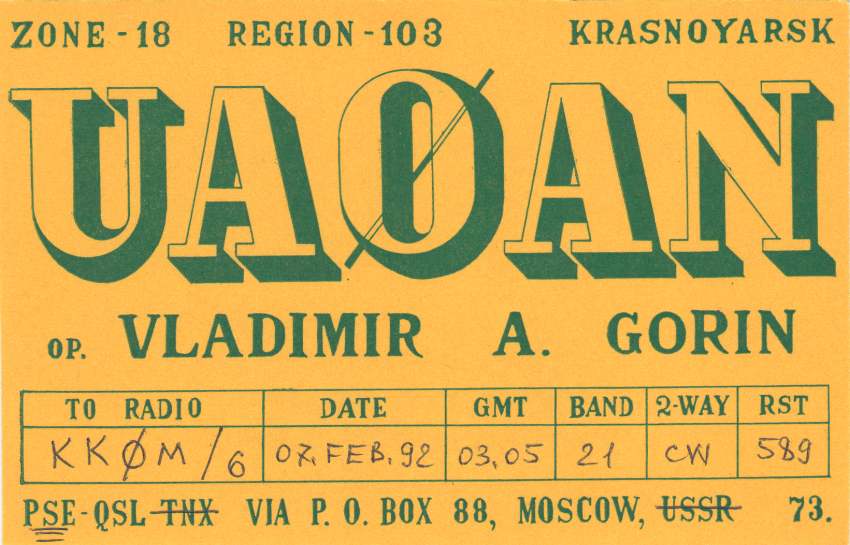 ZONE-18 REGION-103 KRASNOYARSK
UAØAN
OP. VLADIMIR A. GORIN
TO RADIO DATE GMT BAND 2-WAY RST
KKØM/6 07.FEB.92 03.05 21 CW 589
PSE-QSL-TNX VIA P. O. BOX 88, MOSCOW, USSR 73.